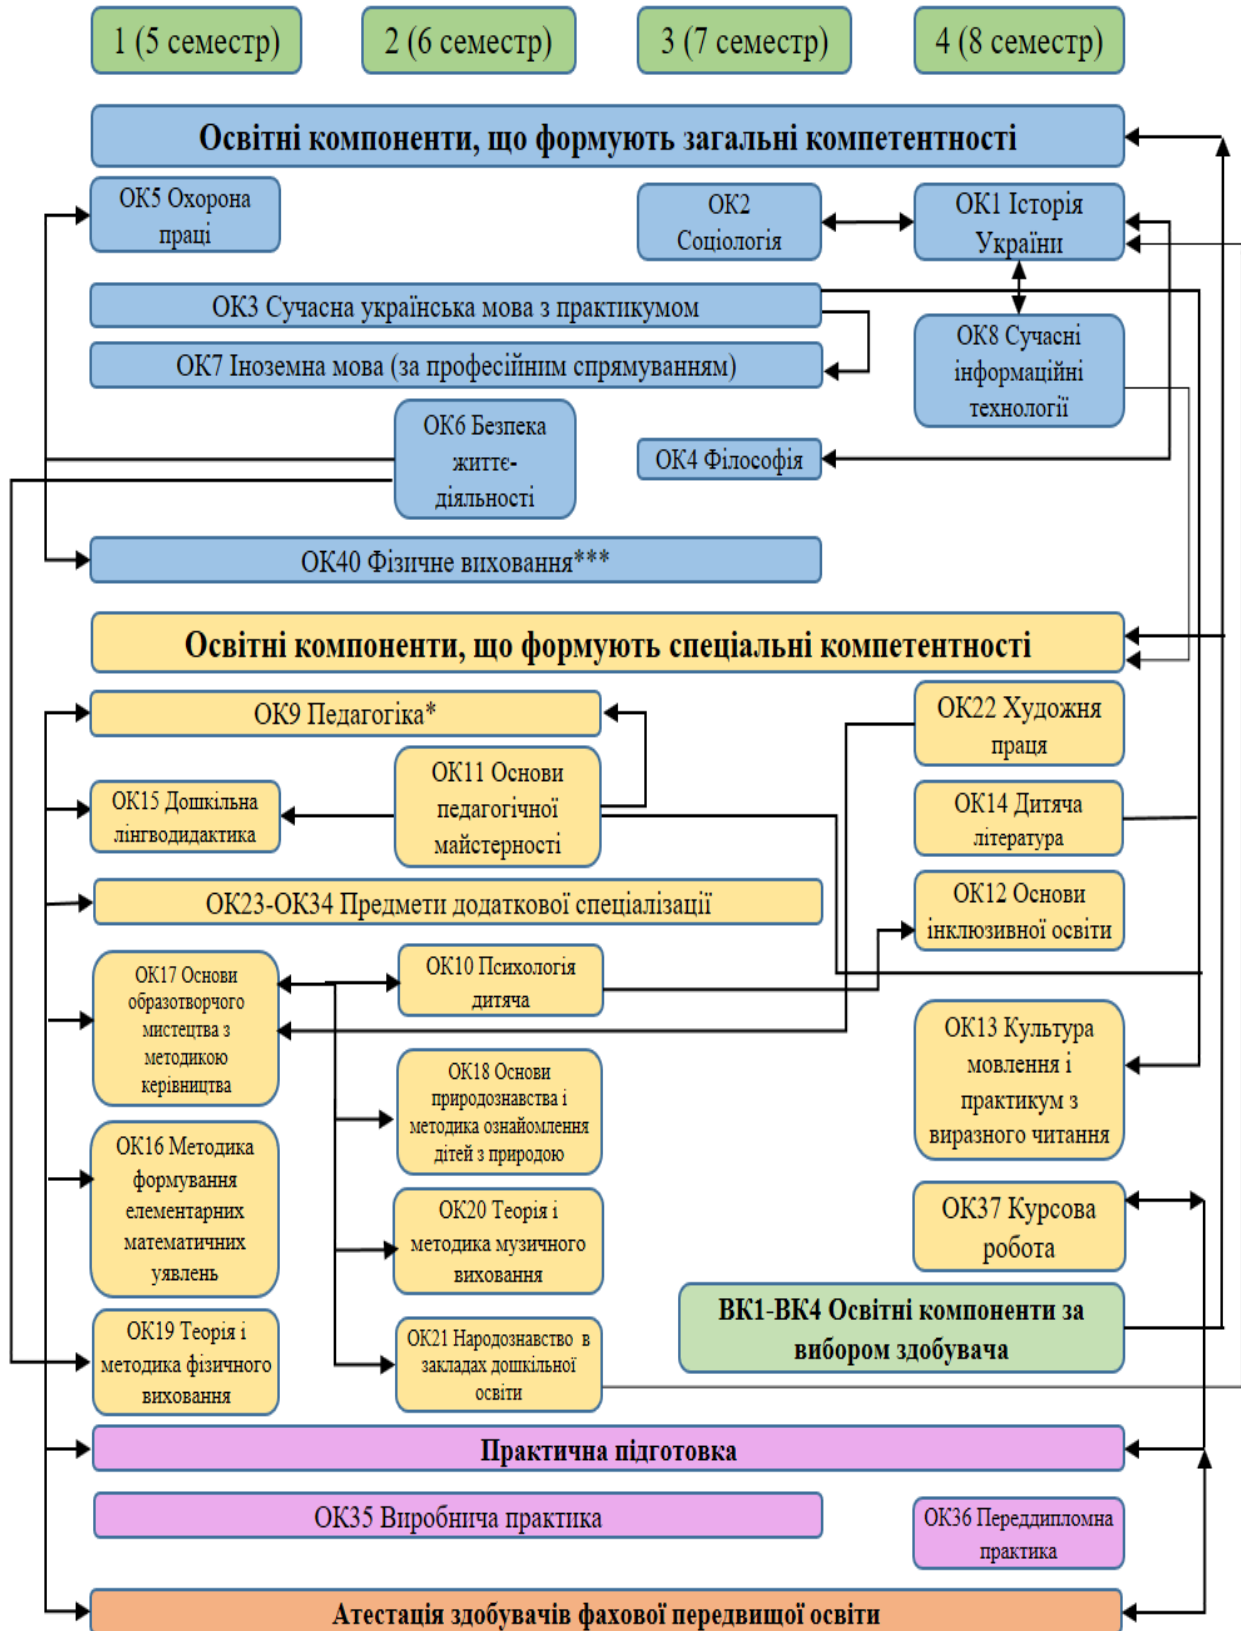 1 (5 семестр)
2 (6 семестр)
3 (7 семестр)
4 (8 семестр)
Освітні компоненти, що формують загальні компетентності
ОК5 Охорона
праці
ОК2
Соціологія
ОК1 Історія
України
ОК3 Сучасна українська мова з практикумом
ОК7 Іноземна мова (за професійним спрямуванням)
ОК8 Сучасні
інформаційні
технології
ОК6 Безпека
життє-
діяльності
ОК4 Філософія
ОК40 Фізичне виховання***
Освітні компоненти, що формують спеціальні компетентності
ОК9 Педагогіка*
ОК22 Художня
праця
ОК15 Дошкільна
лінгводидактика
ОК11 Основи
педагогічної
майстерності
ОК14 Дитяча
література
ОК23-ОК34 Предмети додаткової спеціалізації
ОК12 Основи
інклюзивної освіти
ОК17 Основи
образотворчого
мистецтва з
методикою
керівництва
ОК10 Психологія
дитяча
ОК18 Основи
природознавства і
методика ознайомлення
дітей з природою
ОК13 Культура
мовлення і
практикум з
виразного читання
ОК16 Методика
формування
елементарних
математичних
уявлень
ОК20 Теорія і
методика музичного
виховання
ОК37 Курсова
робота
ВК1-ВК4 Освітні компоненти за
вибором здобувача
ОК19 Теорія і
методика фізичного
виховання
ОК21 Народознавство в
закладах дошкільної
освіти
Практична підготовка
ОК35 Виробнича практика
ОК36 Переддипломна
практика
Атестація здобувачів фахової передвищої освіти